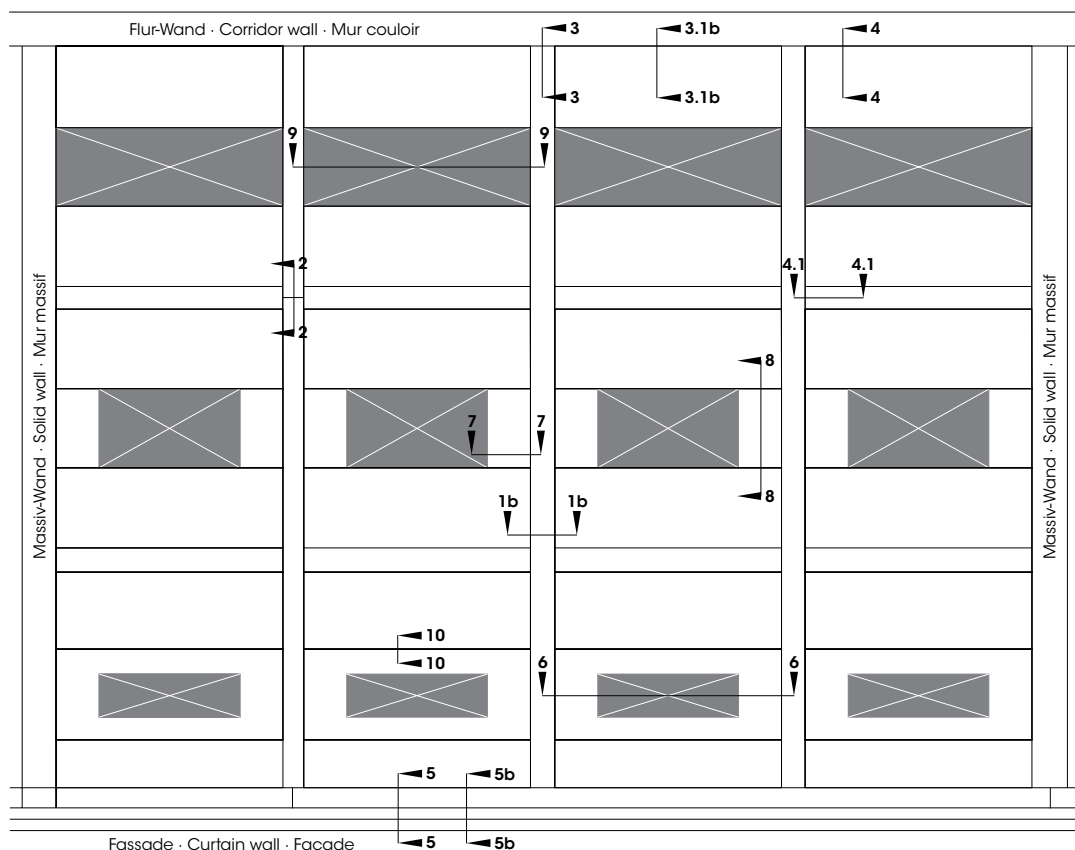 Flur-Wand · Corridor wall · Mur couloir
3
3.1b
4
3
3.1b
4
9
9
2
4.1
4.1
2
Massiv-Wand · Solid wall · Mur massif
Massiv-Wand · Solid wall · Mur massif
8
7
7
8
1b
1b
10
10
6
6
5
5b
5
5b
Fassade · Curtain wall · Façade